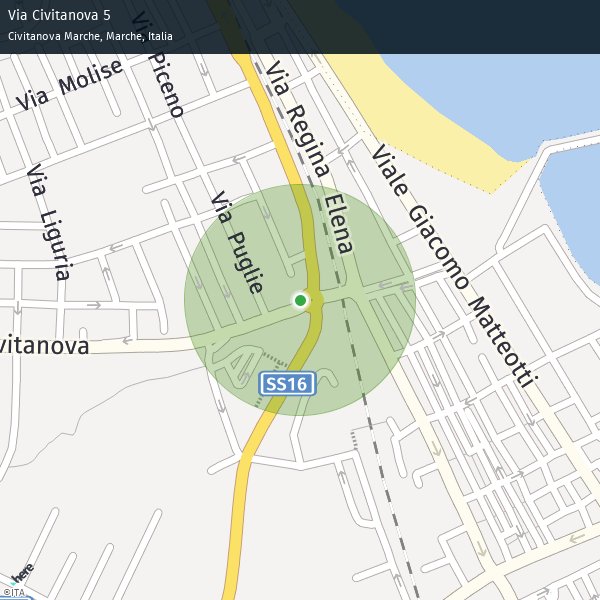 Via Civitanova 5
Civitanova Marche, Marche, Italia
Via Molise
Via Piceno
Via Regina Elena
Viale Giacomo Matteotti
Via Liguria
Via Puglie
vitanova
SS16
here
©ITA